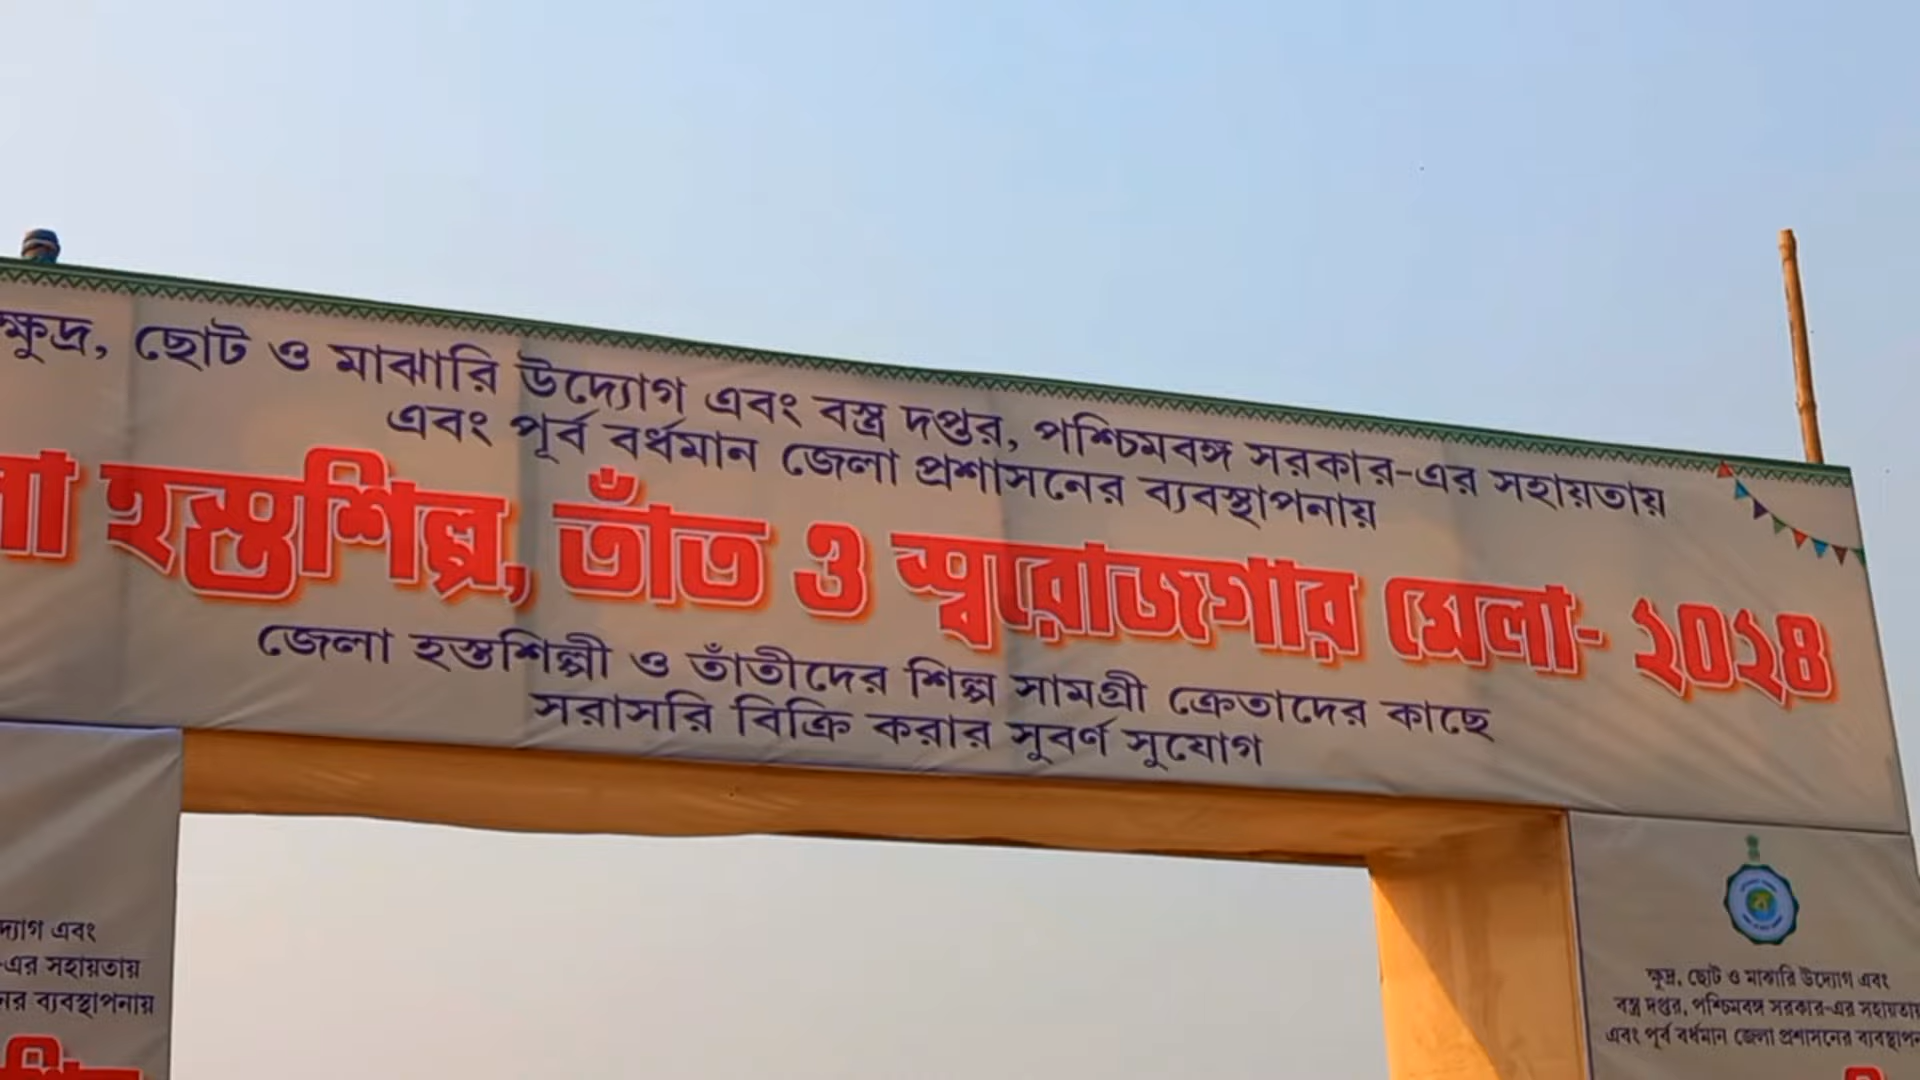 ক্ষুদ্র, ছোট ও মাঝারি উদ্যোগ এবং বস্ত্র দপ্তর, পশ্চিমবঙ্গ সরকার-এর সহায়তায়
এবং পূর্ব বর্ধমান জেলা প্রশাসনের ব্যবস্থাপনায়
হস্তশিল্প, তাঁত ও স্বরোজগার মেলা- ২০২৪
জেলা হস্তশিল্পী ও তাঁতীদের শিল্প সামগ্রী ক্রেতাদের কাছে
সরাসরি বিক্রি করার সুবর্ণ সুযোগ
এবং
-এর সহায়তায়
ব্যবস্থাপনায়
ক্ষুদ্র, ছোট ও মাঝারি উদ্যোগ এবং
বস্ত্র দপ্তর, পশ্চিমবঙ্গ সরকার-এর সহায়তায়
এবং পূর্ব বর্ধমান জেলা প্রশাসনের